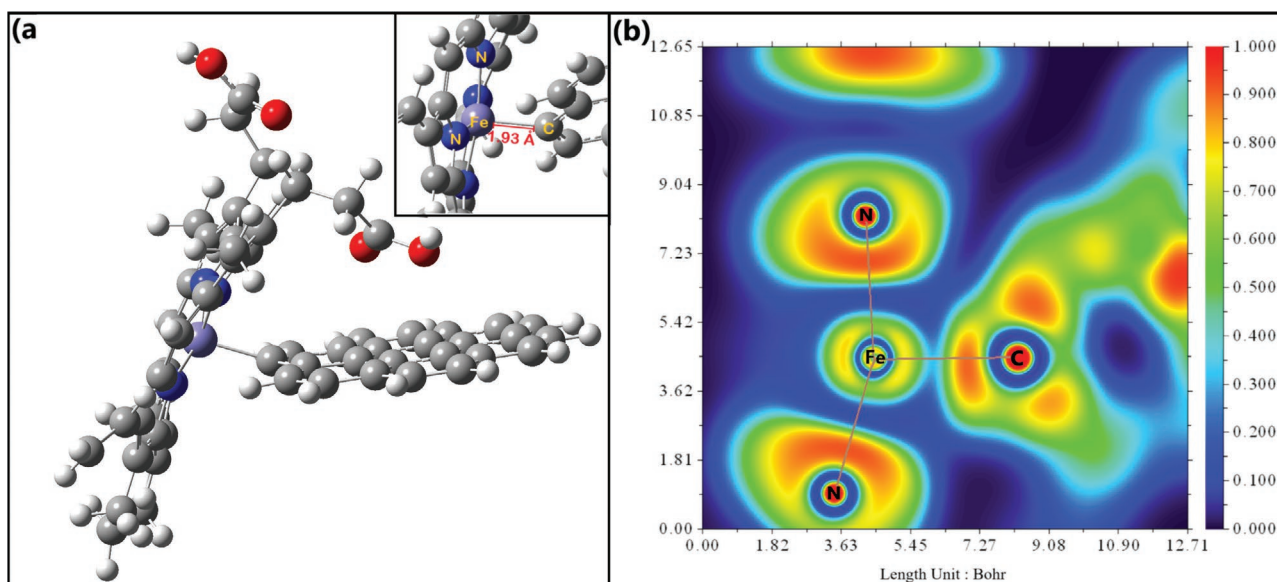 (a
N
Fe
C
N
1.93 Å
(b)
12.65
10.85
9.04
7.23
5.42
3.62
1.81
0.00
N
Fe
C
N
0.00 1.82 3.63 5.45 7.27 9.08 10.90 12.71
Length Unit : Bohr
1.000
0.900
0.800
0.700
0.600
0.500
0.400
0.300
0.200
0.100
0.000